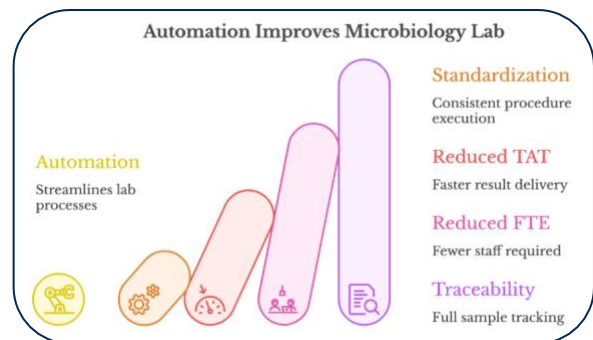 Automation Improves Microbiology Lab
Automation
Streamlines lab
processes
Standardization
Consistent procedure
execution
Reduced TAT
Faster result delivery
Reduced FTE
Fewer staff required
Traceability
Full sample tracking